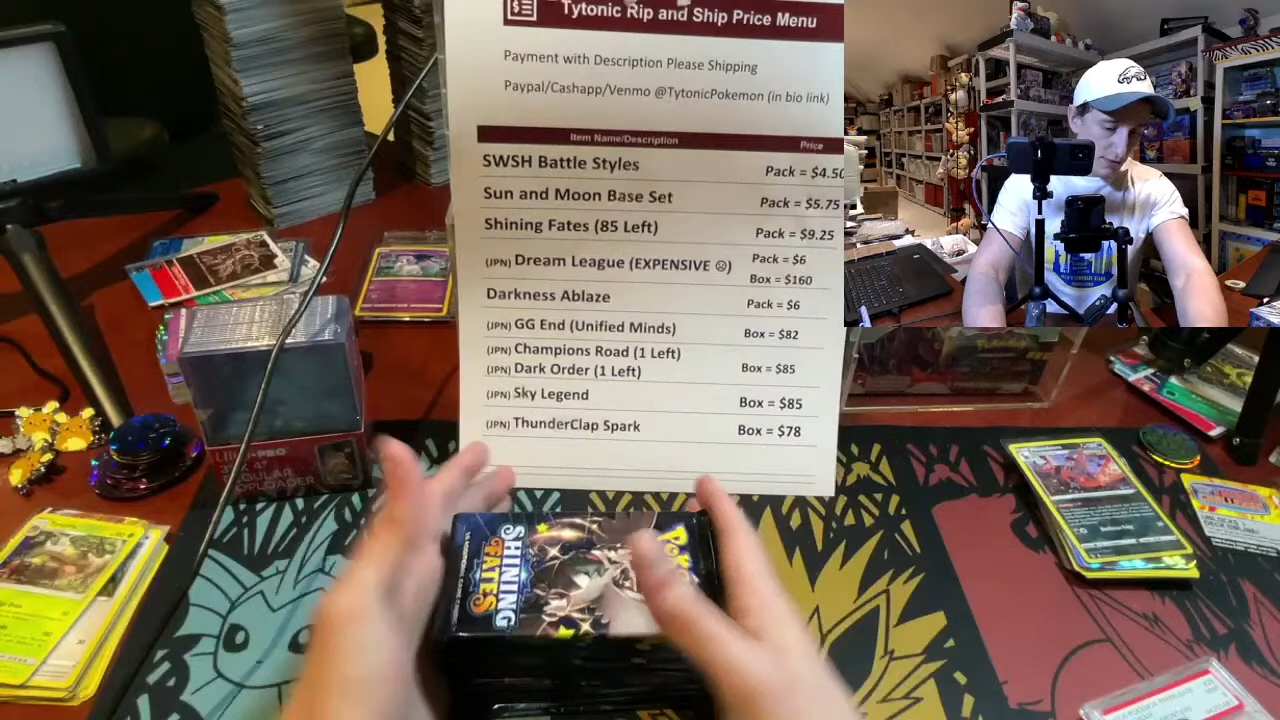 Tytonic Rip and Ship Price Menu
Payment with Description Please Shipping
Paypal/Cashapp/Venmo @TytonicPokemon (in bio link)
Item Name/Description Price
SWSH Battle Styles Pack = $4.50
Sun and Moon Base Set Pack = $5.75
Shining Fates (85 Left) Pack = $9.25
(JPN) Dream League (EXPENSIVE ☹) Pack = $6
Box = $160
Darkness Ablaze Pack = $6
(JPN) GG End (Unified Minds) Box = $82
(JPN) Champions Road (1 Left)
(JPN) Dark Order (1 Left) Box = $85
(JPN) Sky Legend Box = $85
(JPN) ThunderClap Spark Box = $78
SHINING
FATES